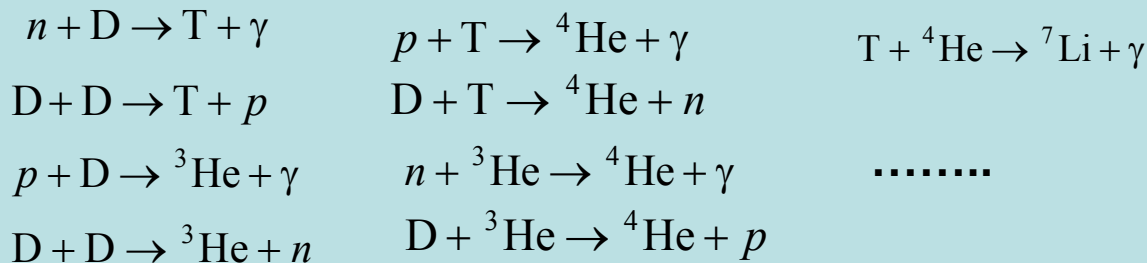 n + D → T + γ
D + D → T + p
p + D → ³He + γ
D + D → ³He + n
p + T → ⁴He + γ
D + T → ⁴He + n
n + ³He → ⁴He + γ
D + ³He → ⁴He + p
T + ⁴He → ⁷Li + γ
........